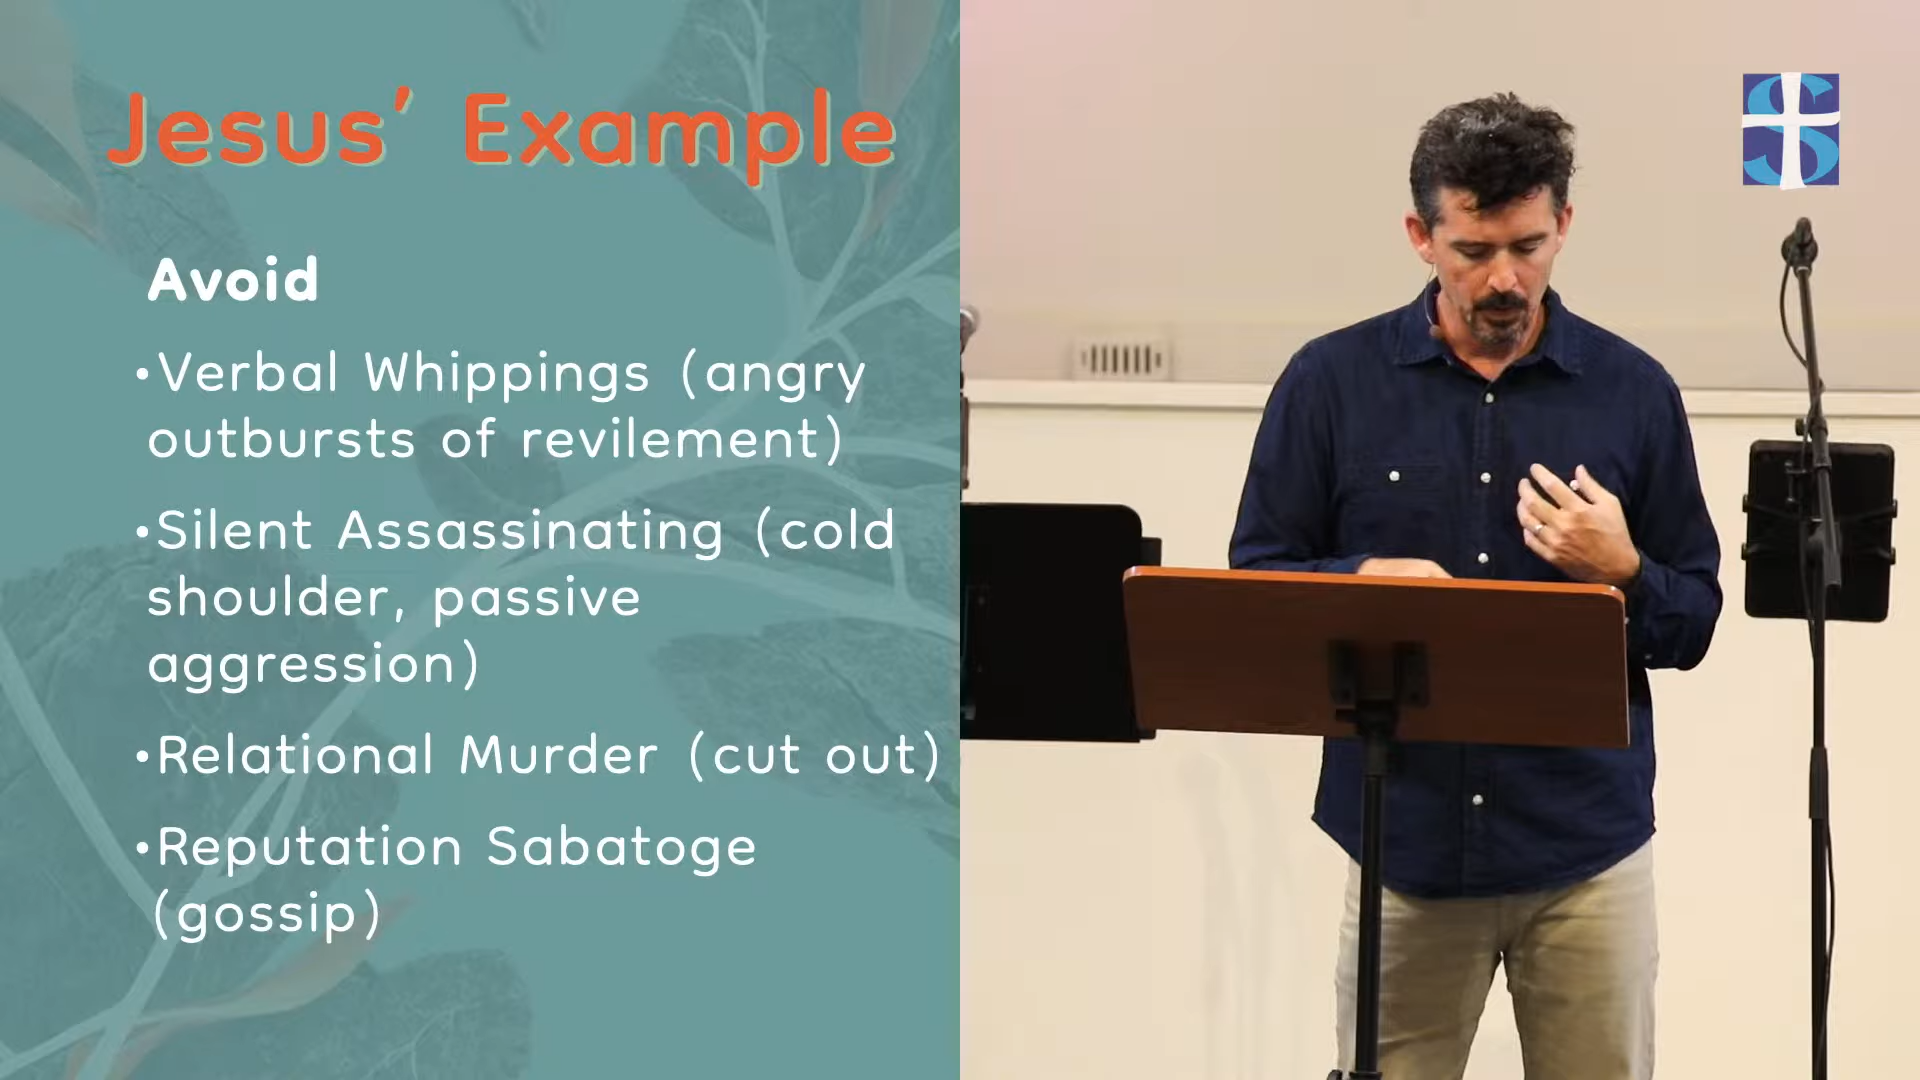 Jesus’ Example
Avoid
•Verbal Whippings (angry
outbursts of revilement)
•Silent Assassinating (cold
shoulder, passive
aggression)
•Relational Murder (cut out)
•Reputation Sabatoge
(gossip)
S